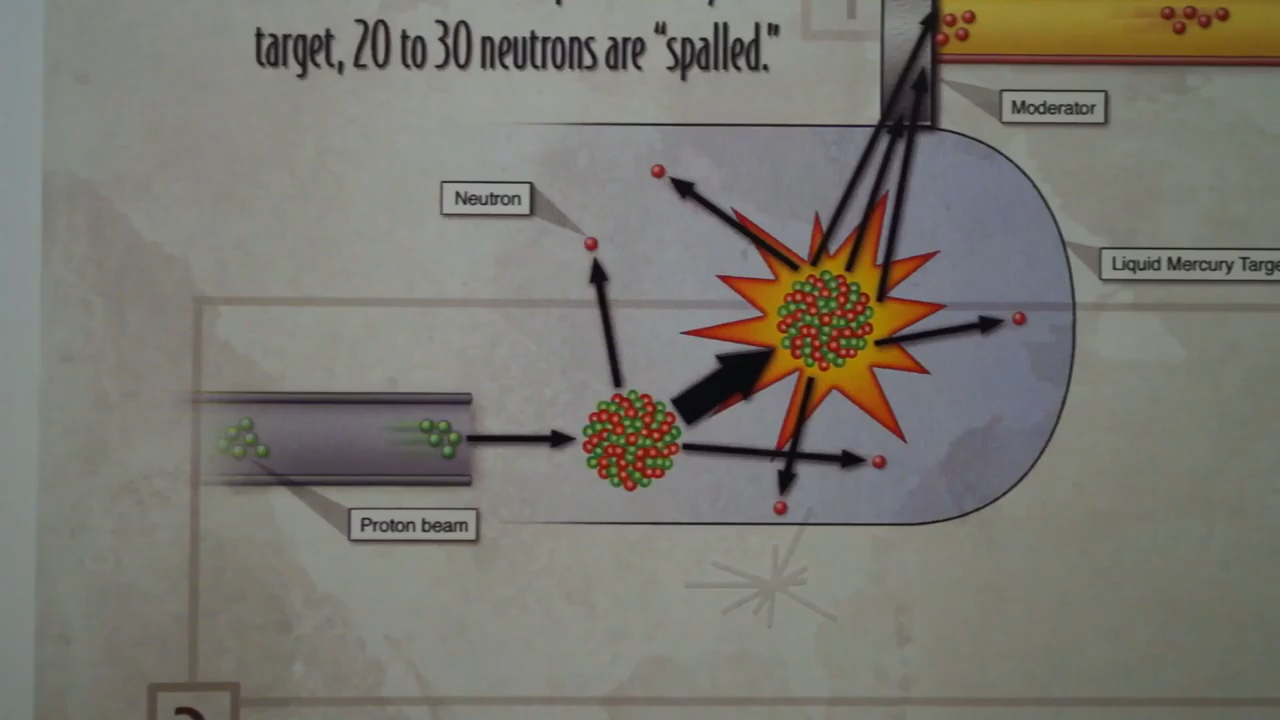 target, 20 to 30 neutrons are “spalled.”
Moderator
Neutron
Liquid Mercury Targe
Proton beam